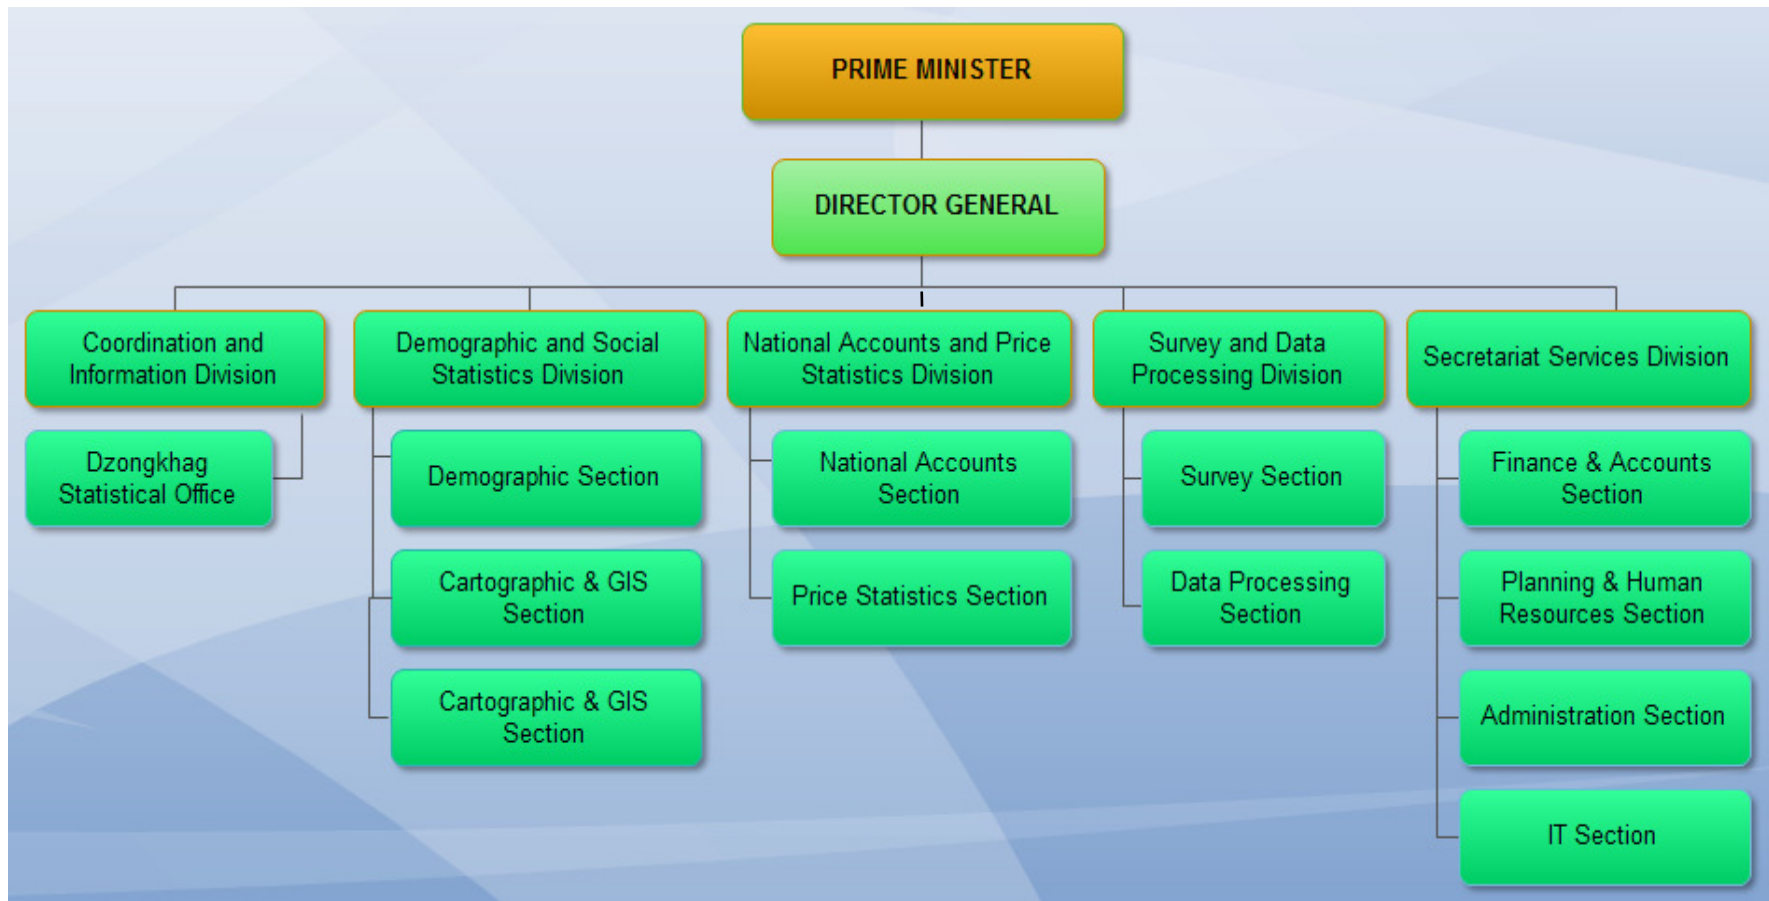 PRIME MINISTER
DIRECTOR GENERAL
Coordination and
Information Division
Demographic and Social
Statistics Division
National Accounts and Price
Statistics Division
Survey and Data
Processing Division
Secretariat Services Division
Dzongkhag
Statistical Office
Demographic Section
Cartographic & GIS
Section
Cartographic & GIS
Section
National Accounts
Section
Price Statistics Section
Survey Section
Data Processing
Section
Finance & Accounts
Section
Planning & Human
Resources Section
Administration Section
IT Section